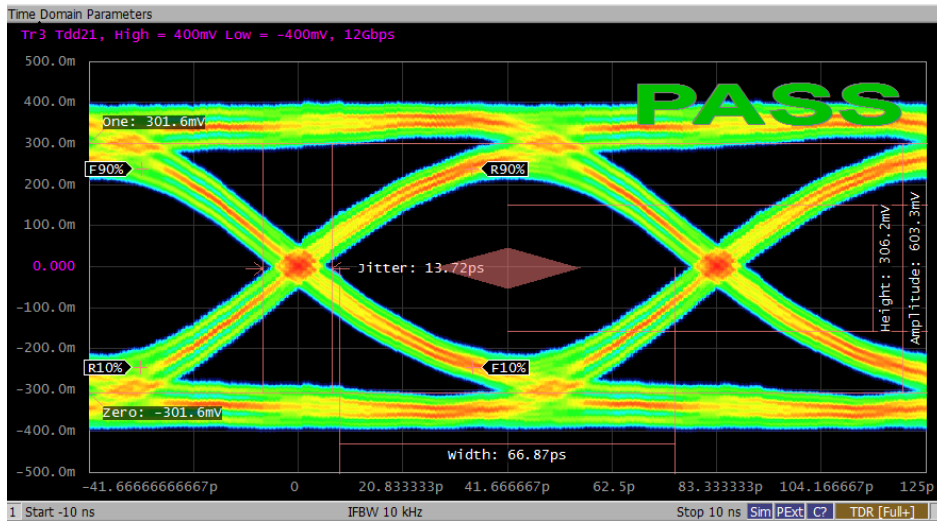 Time Domain Parameters
Tr3 Tdd21, High = 400mV Low = -400mV, 12Gbps
500.0m
400.0m
PASS
One: 301.6mV
300.0m
F90%
R90%
200.0m
100.0m
Height: 306.2mV
Amplitude: 603.3mV
0.000
Jitter: 13.72ps
-100.0m
-200.0m
R10%
F10%
-300.0m
Zero: -301.6mV
-400.0m
Width: 66.87ps
-500.0m
-41.66666666667p 0 20.833333p 41.666667p 62.5p 83.333333p 104.166667p 125p
1 Start -10 ns IFBW 10 kHz Stop 10 ns Sim PExt C? TDR [Full+]